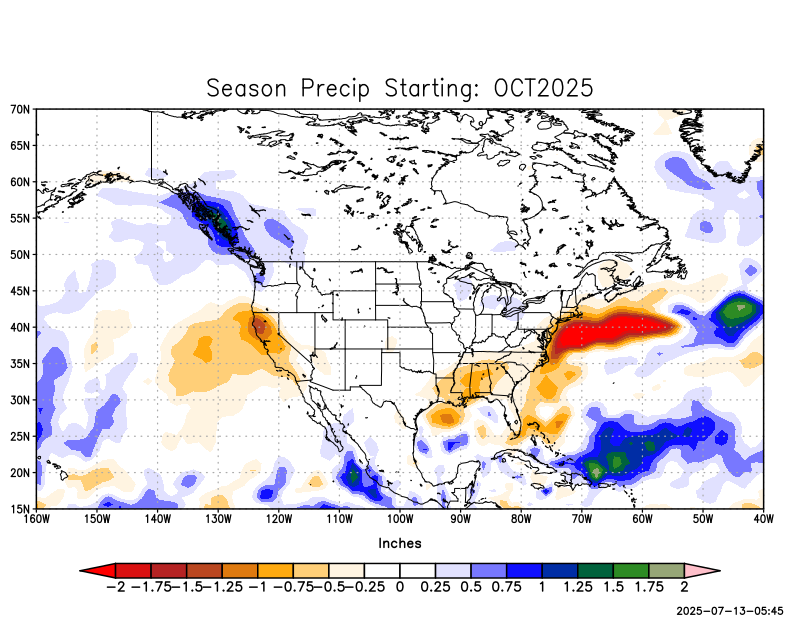 Season Precip Starting: OCT2025
70N
65N
60N
55N
50N
45N
40N
35N
30N
25N
20N
15N
160W 150W 140W 130W 120W 110W 100W 90W 80W 70W 60W 50W 40W
Inches
-2 -1.75 -1.5 -1.25 -1 -0.75 -0.5 -0.25 0 0.25 0.5 0.75 1 1.25 1.5 1.75 2
2025-07-13-05:45